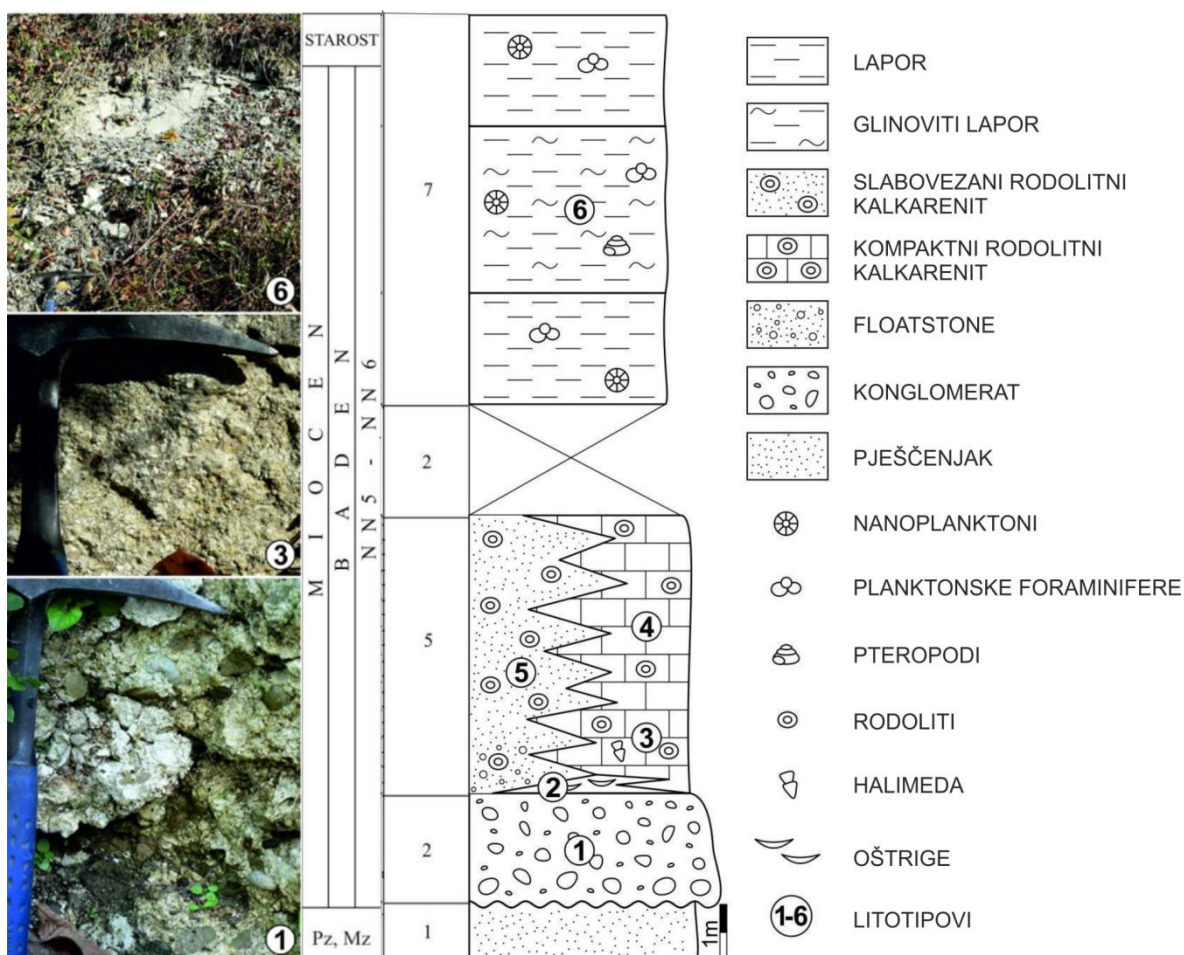 STAROST
MIOCEN
BADEN
NN5 - NN6
Pz, Mz
7
2
5
2
1
6
3
1
6
5
4
3
2
1
1m
LAPOR
GLINOVITI LAPOR
SLABOVEZANI RODOLITNI
KALKARENIT
KOMPAKTNI RODOLITNI
KALKARENIT
FLOATSTONE
KONGLOMERAT
PJEŠČENJAK
NANOPLANKTONI
PLANKTONSKE FORAMINIFERE
PTEROPODI
RODOLITI
HALIMEDA
OŠTRIGE
1-6 LITOTIPOVI